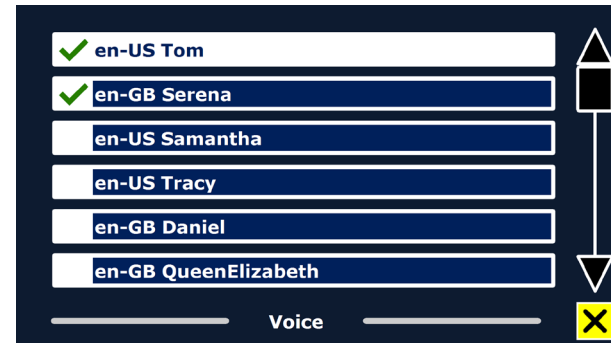 en-US Tom
en-GB Serena
en-US Samantha
en-US Tracy
en-GB Daniel
en-GB QueenElizabeth
Voice